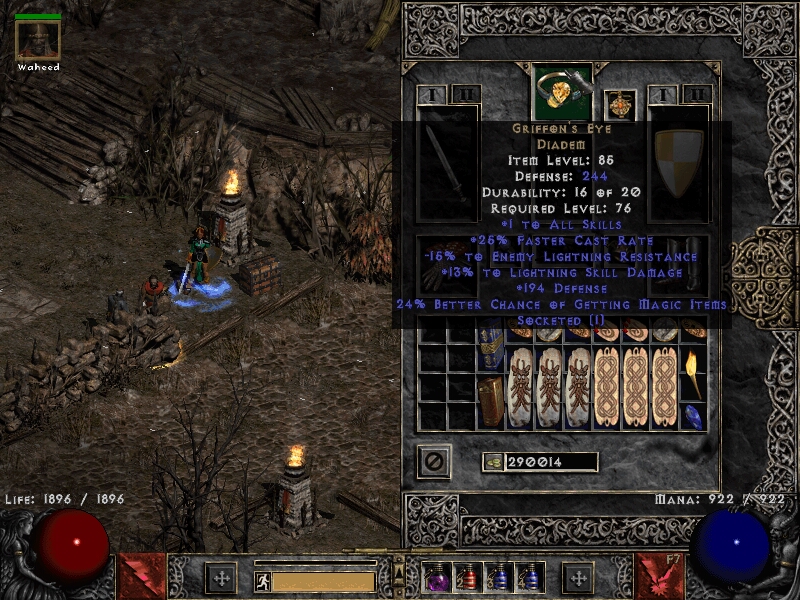 Waheed
I II
I II
Griffon's Eye
Diadem
Item Level: 85
Defense: 244
Durability: 16 of 20
Required Level: 76
+1 to All Skills
+25% Faster Cast Rate
-15% to Enemy Lightning Resistance
+13% to Lightning Skill Damage
+194 Defense
24% Better Chance of Getting Magic Items
Socketed (1)
290014
Life: 1896 / 1896
Mana: 922 / 922
F7